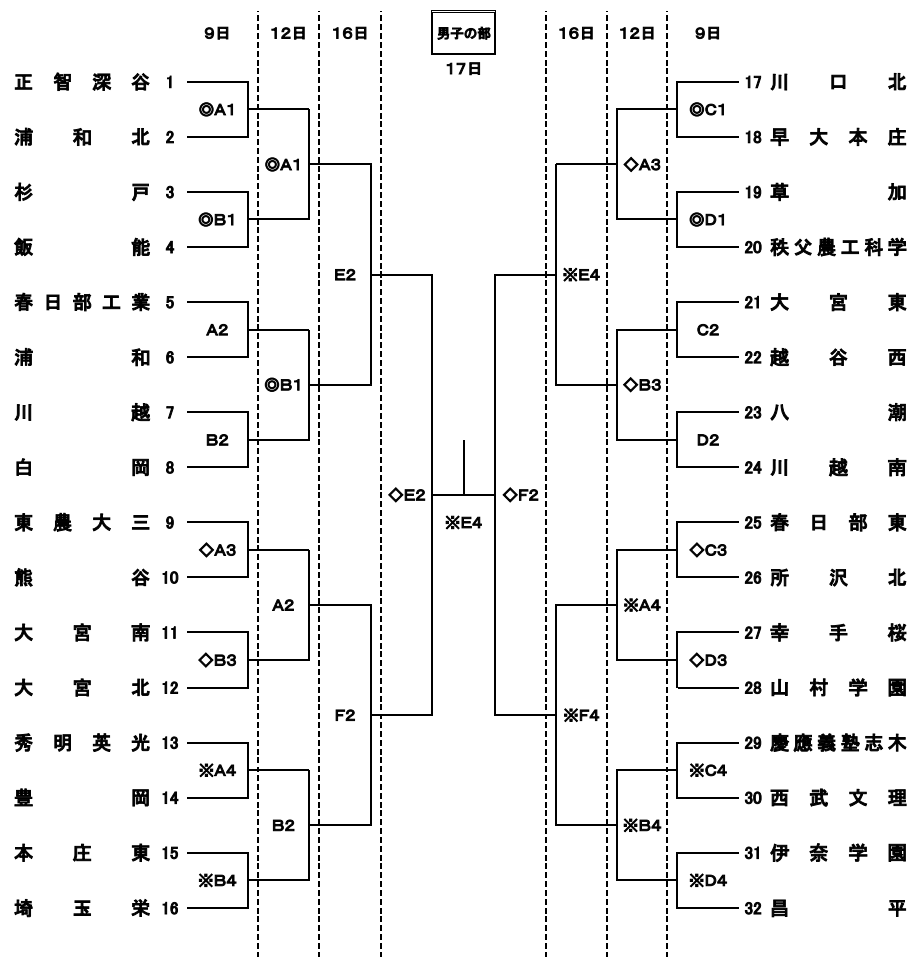 男子の部
9日 12日 16日 17日 16日 12日 9日
正智深谷 1
◎A1
浦和北 2
◎A1
杉戸 3
◎B1
飯能 4
E2
春日部工業 5
A2
浦和 6
◎B1
川越 7
B2
白岡 8
◇E2
東農大三 9
◇A3
熊谷 10
A2
大宮南 11
◇B3
大宮北 12
F2
秀明英光 13
※A4
豊岡 14
B2
本庄東 15
※B4
埼玉栄 16
※E4
17 川口北
◎C1
18 早大本庄
◇A3
19 草加
◎D1
20 秩父農工科学
※E4
21 大宮東
C2
22 越谷西
◇B3
23 八潮
D2
24 川越南
◇F2
25 春日部東
◇C3
26 所沢北
※A4
27 幸手桜
◇D3
28 山村学園
※F4
29 慶應義塾志木
※C4
30 西武文理
※B4
31 伊奈学園
※D4
32 昌平